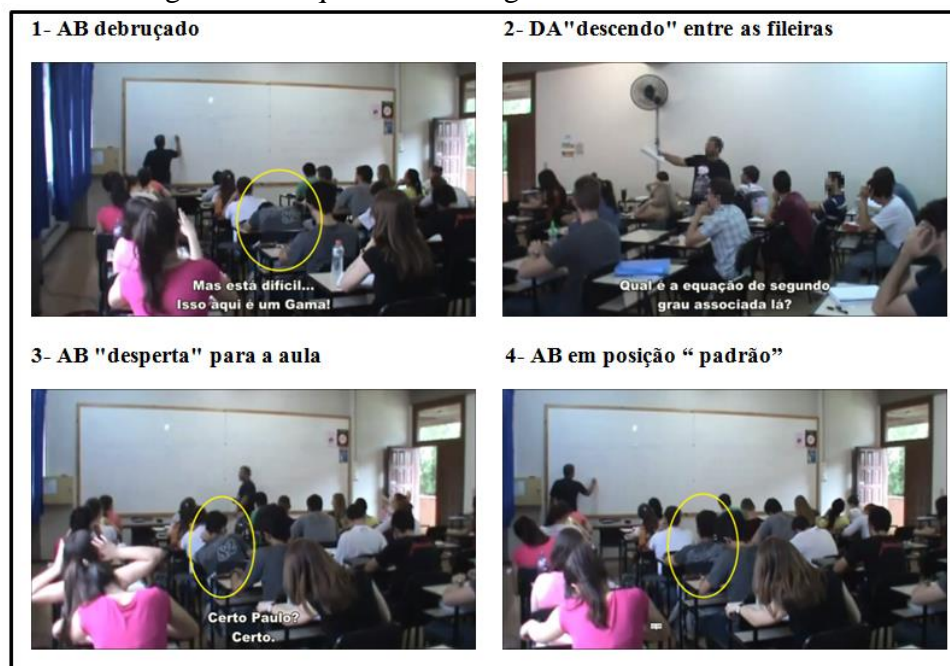 1- AB debruçado
2- DA"descendo" entre as fileiras
Mas está difícil...
Isso aqui é um Gama!
Qual é a equação de segundo
grau associada lá?
3- AB "desperta" para a aula
4- AB em posição “ padrão”
Certo Paulo?
Certo.